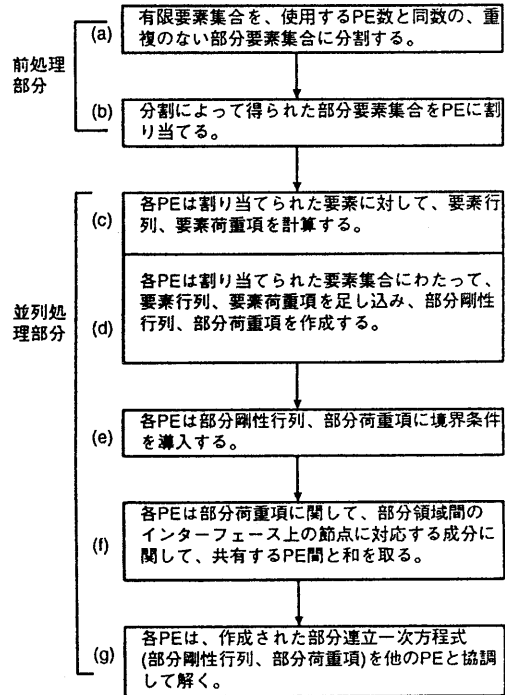 前処理
部分
(a)
有限要素集合を、使用するPE数と同数の、重
複のない部分要素集合に分割する。
(b)
分割によって得られた部分要素集合をPEに割
り当てる。
並列処
理部分
(c)
各PEは割り当てられた要素に対して、要素行
列、要素荷重項を計算する。
(d)
各PEは割り当てられた要素集合にわたって、
要素行列、要素荷重項を足し込み、部分剛性
行列、部分荷重項を作成する。
(e)
各PEは部分剛性行列、部分荷重項に境界条件
を導入する。
(f)
各PEは部分荷重項に関して、部分領域間の
インターフェース上の節点に対応する成分に
関して、共有するPE間と和を取る。
(g)
各PEは、作成された部分連立一次方程式
(部分剛性行列、部分荷重項)を他のPEと協調
して解く。